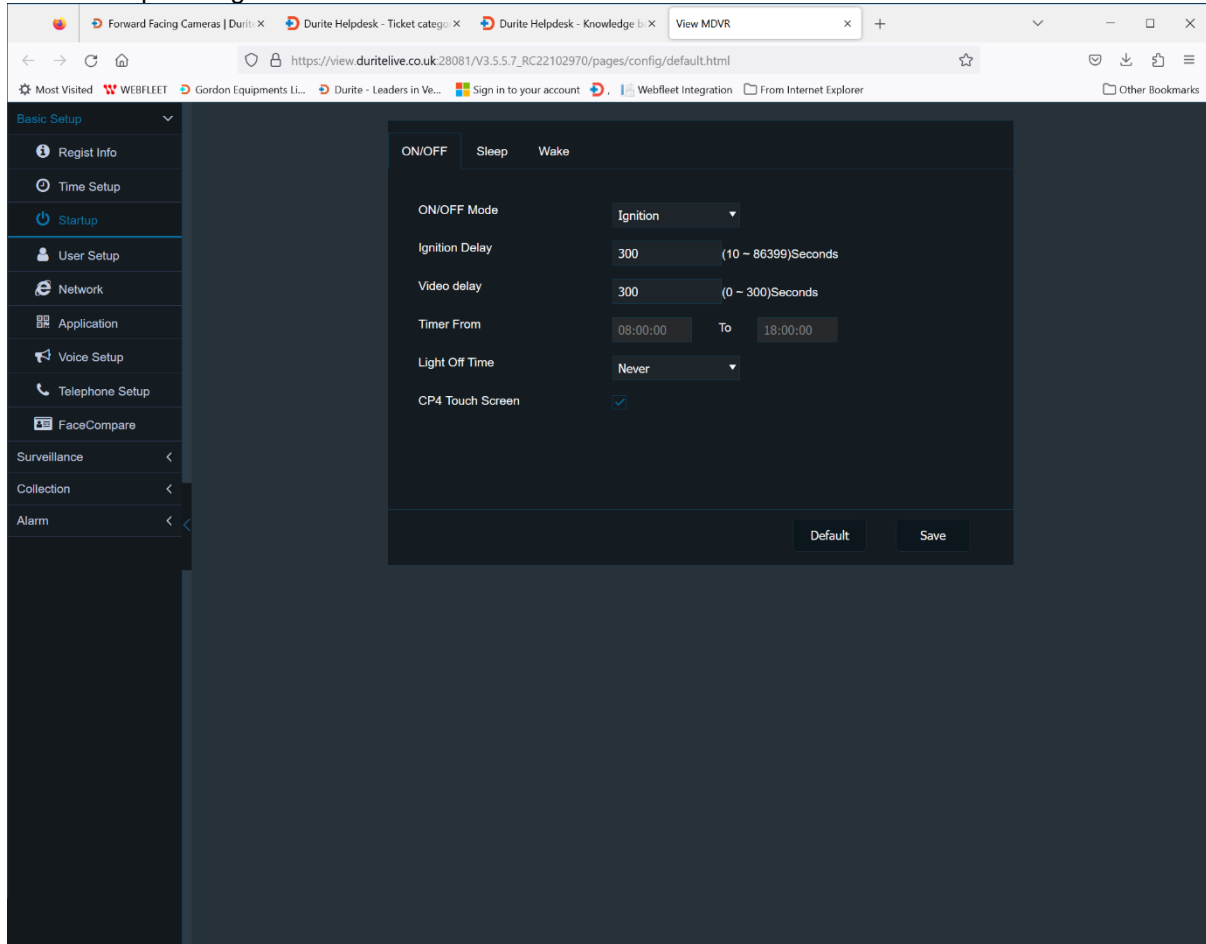 Forward Facing Cameras | Durit
Durite Helpdesk - Ticket catego
Durite Helpdesk - Knowledge b
View MDVR
https://view.duritelive.co.uk:28081/V3.5.5.7_RC22102970/pages/config/default.html
Most Visited WEBFLEET Gordon Equipments Li... Durite - Leaders in Ve... Sign in to your account , Webfleet Integration From Internet Explorer Other Bookmarks
Basic Setup
Regist Info
Time Setup
Startup
User Setup
Network
Application
Voice Setup
Telephone Setup
FaceCompare
Surveillance
Collection
Alarm
ON/OFF Sleep Wake
ON/OFF Mode Ignition
Ignition Delay 300 (10 ~ 86399)Seconds
Video delay 300 (0 ~ 300)Seconds
Timer From 08:00:00 To 18:00:00
Light Off Time Never
CP4 Touch Screen
Default Save